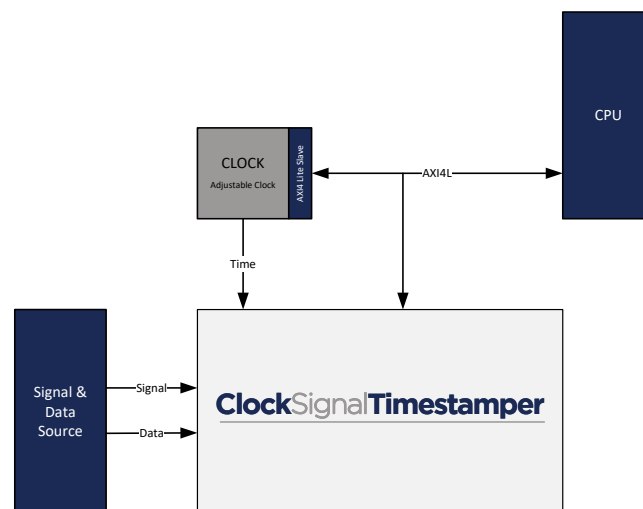 CPU
CLOCK
Adjustable Clock
AXI4 Lite Slave
AXI4L
Time
Signal &
Data
Source
Signal
Data
ClockSignalTimestamper